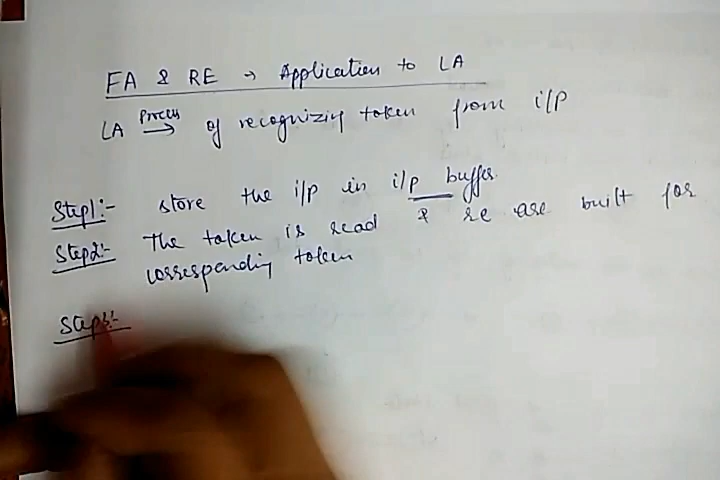 FA & RE → Application to LA
LA Process → of recognizing token from i/p
Step1:- store the i/p in i/p buffer.
Step2:- The token is read & re are built for
corresponding token
Step3:-